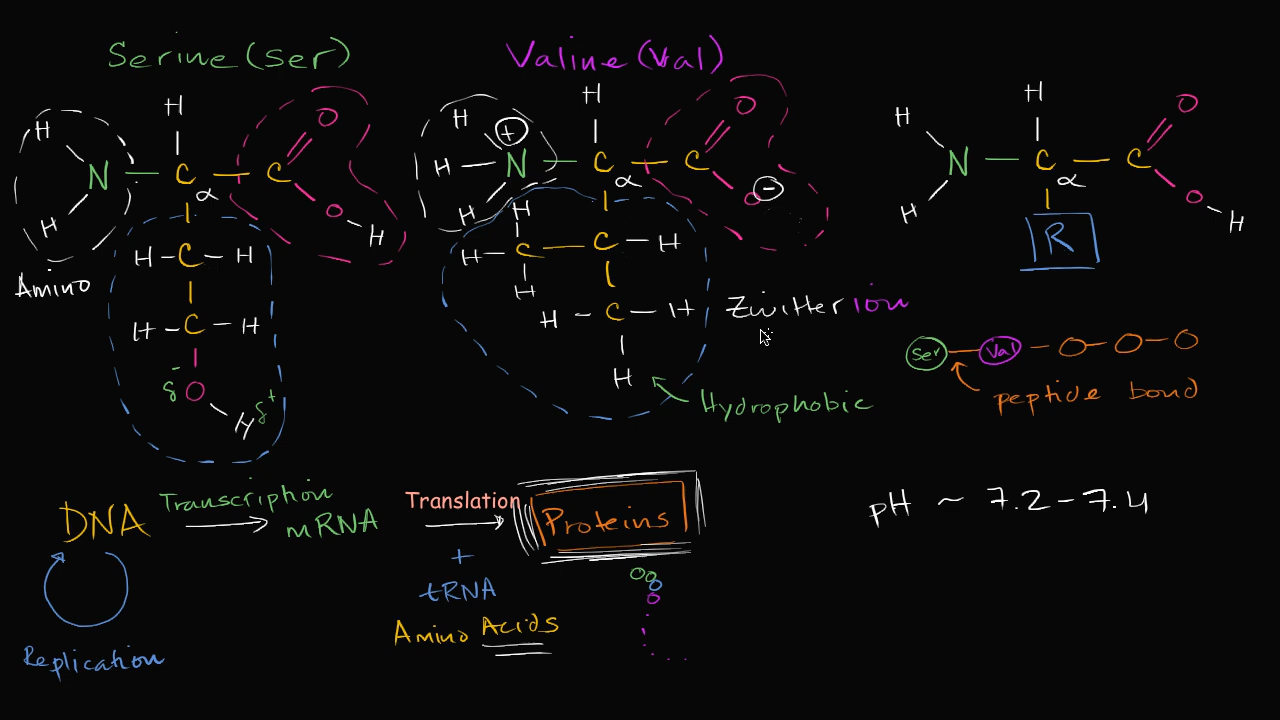 Serine (Ser)
Valine (Val)
H
H
N
H
C
α
C
O
O
H
H - C - H
H - C - H
δ-
O
H
δ+
Amino
H
H
+
H
N
H
C
α
C
O
O
-
H
H - C - C - H
H
H - C - H
H
Zwitterion
Hydrophobic
H
H
N
H
C
α
C
O
O
H
R
Ser - Val - O - O - O
peptide bond
DNA
Transcription
mRNA
Translation
Proteins
+
tRNA
Amino Acids
Replication
pH ~ 7.2 - 7.4